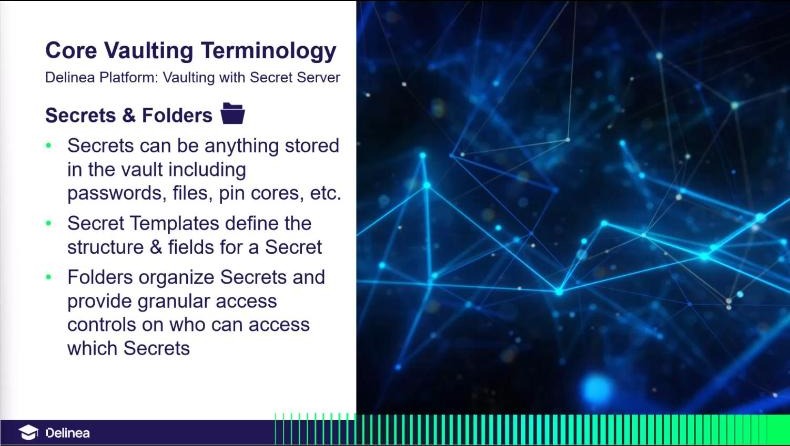 Core Vaulting Terminology
Delinea Platform: Vaulting with Secret Server
Secrets & Folders
• Secrets can be anything stored
in the vault including
passwords, files, pin cores, etc.
• Secret Templates define the
structure & fields for a Secret
• Folders organize Secrets and
provide granular access
controls on who can access
which Secrets
Delinea